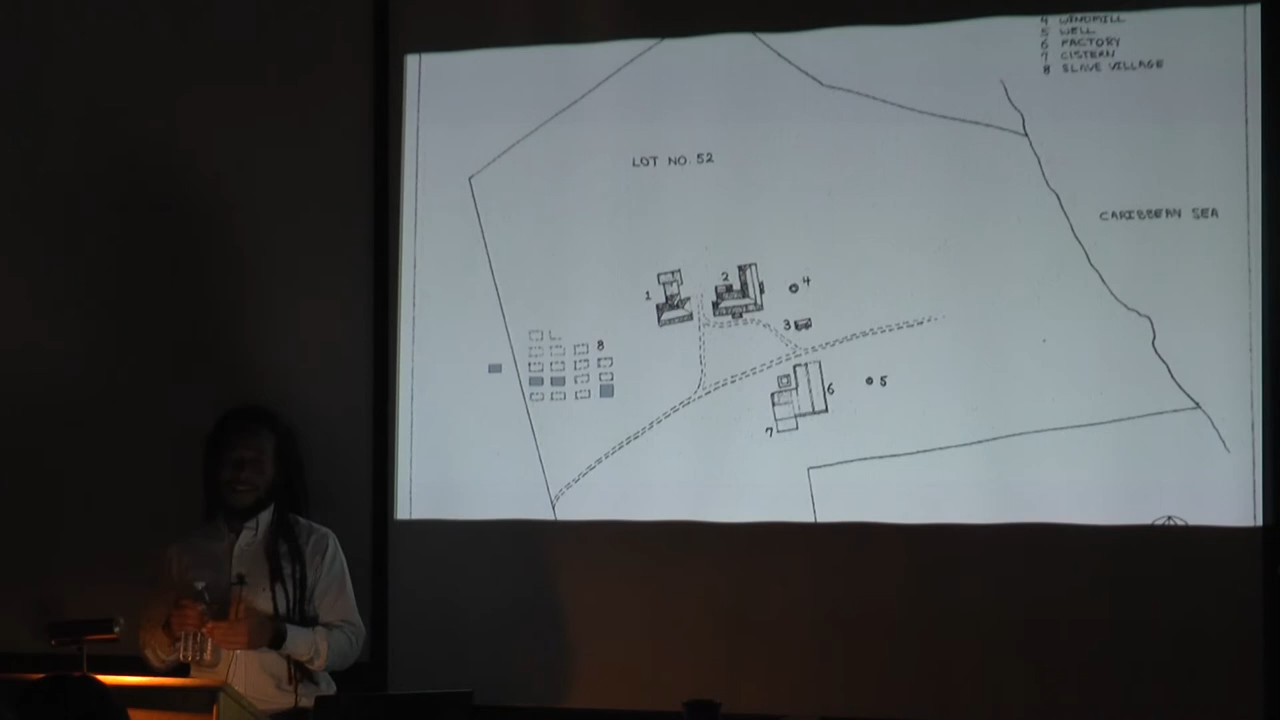 4 WINDMILL
5 WELL
6 FACTORY
7 CISTERN
8 SLAVE VILLAGE
LOT NO. 52
CARIBBEAN SEA
1
2
4
3
8
5
6
7